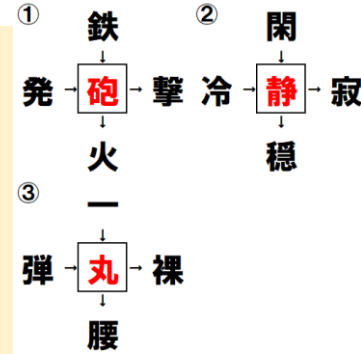 ① 鉄
発 → 砲 → 撃
火
② 閑
冷 → 静 → 寂
穏
③ 一
弾 → 丸 → 裸
腰